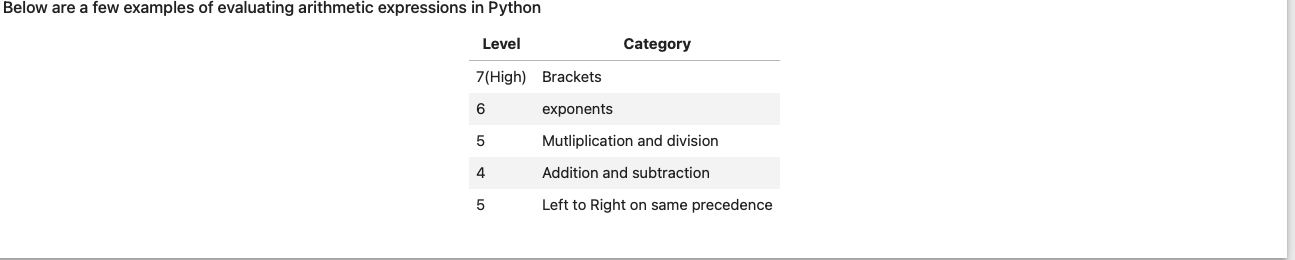 Below are a few examples of evaluating arithmetic expressions in Python
Level Category
7(High) Brackets
6 exponents
5 Mutliplication and division
4 Addition and subtraction
5 Left to Right on same precedence